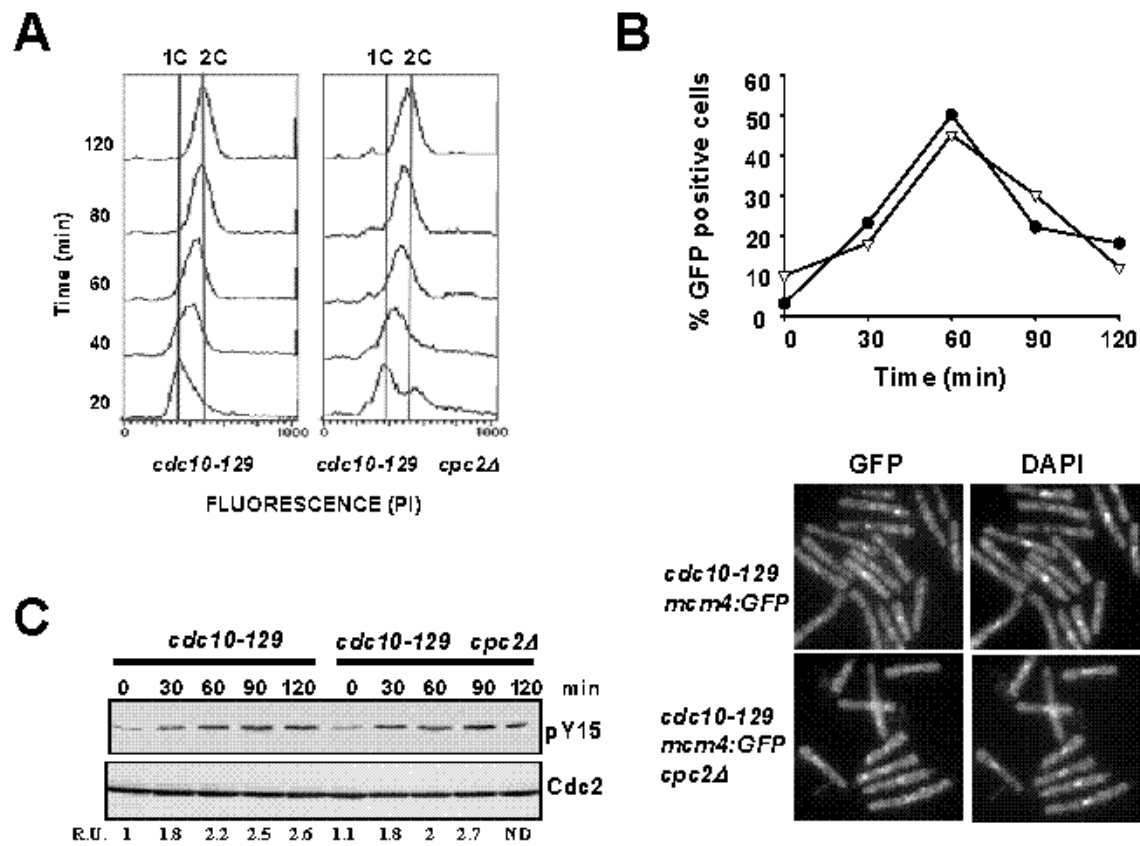 A
1C 2C 1C 2C
120
80
60
40
20
Time (min)
0 1000 0 1000
cdc10-129 cdc10-129 cpc2Δ
FLUORESCENCE (PI)
B
60
50
40
30
20
10
0
% GFP positive cells
0 30 60 90 120
Time (min)
GFP DAPI
cdc10-129
mcm4:GFP
cdc10-129
mcm4:GFP
cpc2Δ
C
cdc10-129 cdc10-129 cpc2Δ
0 30 60 90 120 0 30 60 90 120 min
pY15
Cdc2
R.U. 1 1.8 2.2 2.5 2.6 1.1 1.8 2 2.7 ND